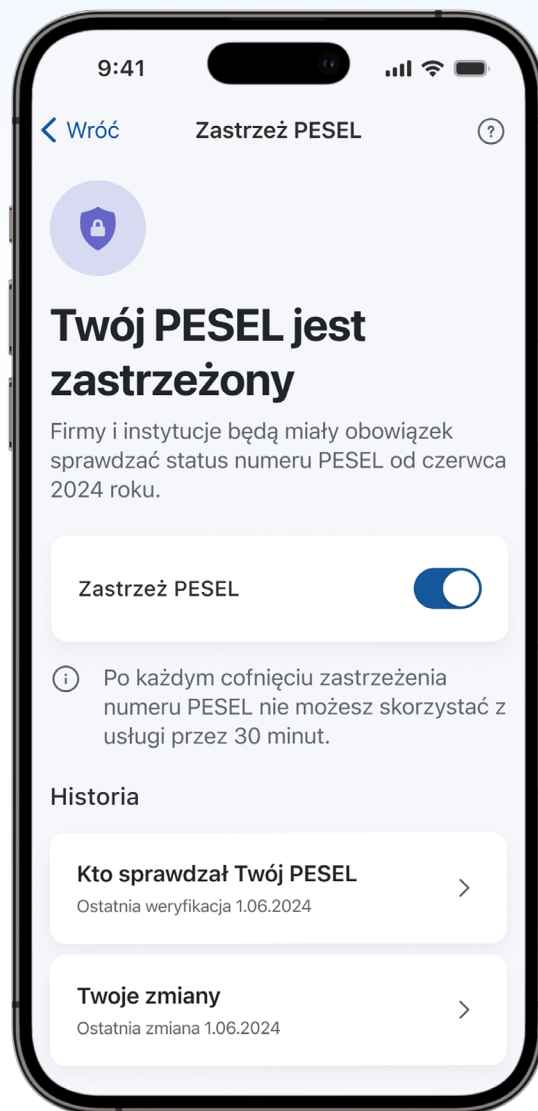 9:41
Wróć
Zastrzeż PESEL
?
Twój PESEL jest
zastrzeżony
Firmy i instytucje będą miały obowiązek
sprawdzać status numeru PESEL od czerwca
2024 roku.
Zastrzeż PESEL
Po każdym cofnięciu zastrzeżenia
numeru PESEL nie możesz skorzystać z
usługi przez 30 minut.
Historia
Kto sprawdzał Twój PESEL
Ostatnia weryfikacja 1.06.2024
Twoje zmiany
Ostatnia zmiana 1.06.2024